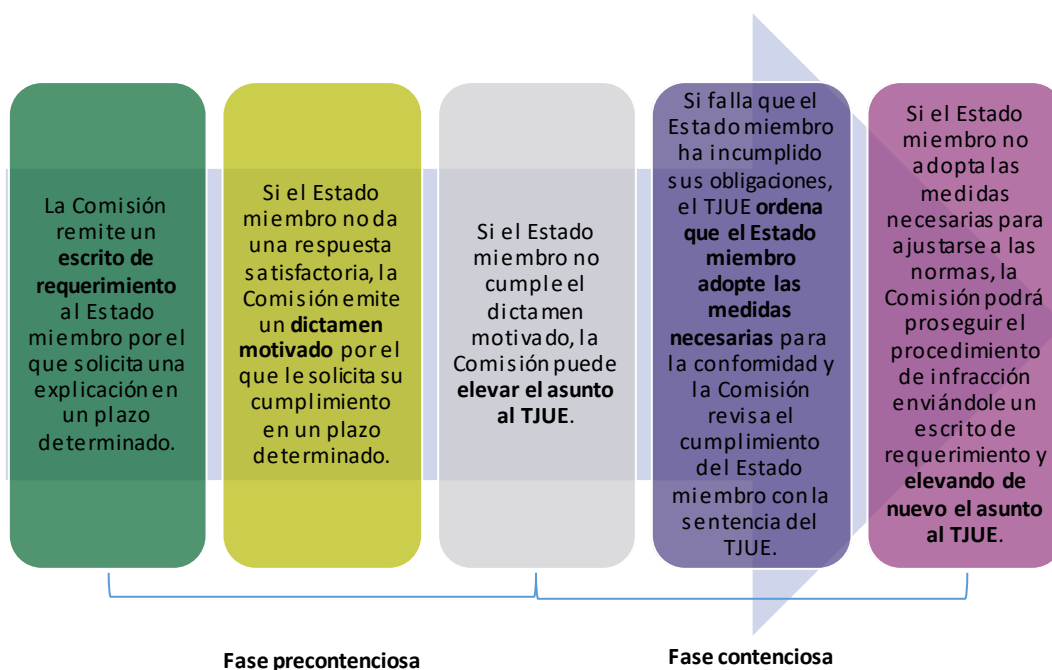 La Comisión
remite un
escrito de
requerimiento
al Estado
miembro por el
que solicita una
explicación en
un plazo
determinado.
Si el Estado
miembro no da
una respuesta
satisfactoria, la
Comisión emite
un dictamen
motivado por el
que le solicita su
cumplimiento
en un plazo
determinado.
Si el Estado
miembro no
cumple el
dictamen
motivado, la
Comisión puede
elevar el asunto
al TJUE.
Si falla que el
Estado miembro
ha incumplido
sus obligaciones,
el TJUE ordena
que el Estado
miembro
adopte las
medidas
necesarias para
la conformidad y
la Comisión
revisa el
cumplimiento
del Estado
miembro con la
sentencia del
TJUE.
Si el Estado
miembro no
adopta las
medidas
necesarias para
ajustarse a las
normas, la
Comisión podrá
proseguir el
procedimiento
de infracción
enviándole un
escrito de
requerimiento y
elevando de
nuevo el asunto
al TJUE.
Fase precontenciosa
Fase contenciosa